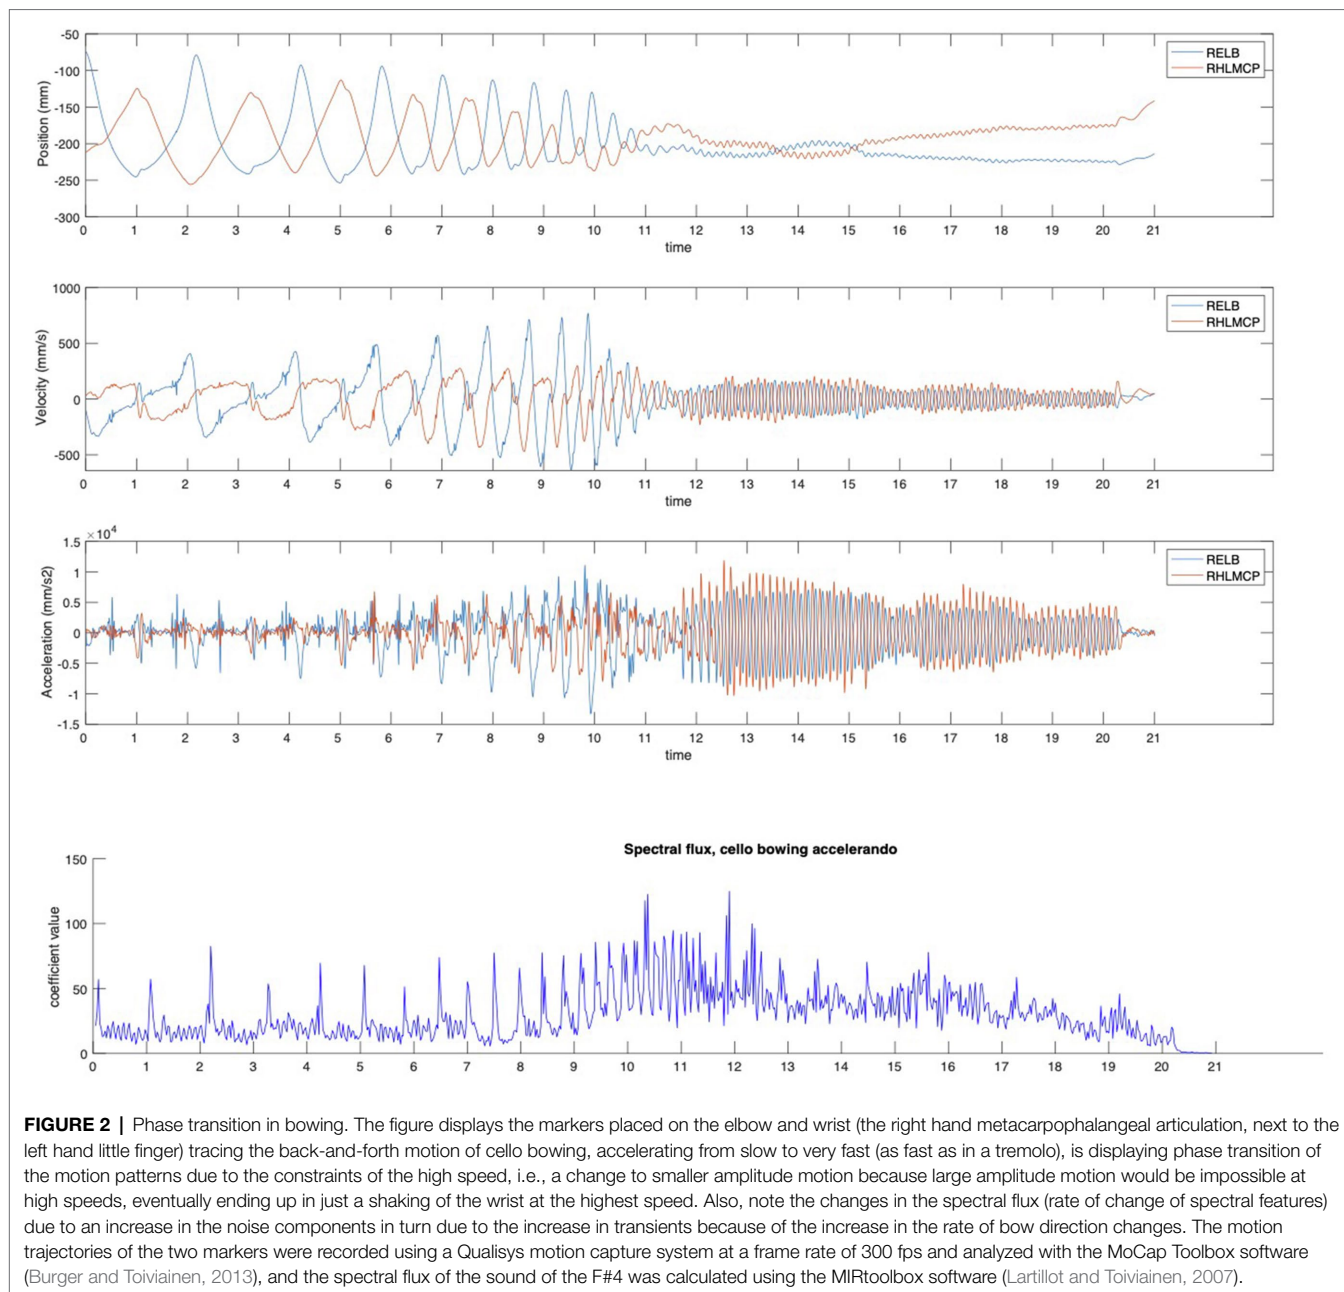 -50
-100
-150
-200
-250
-300
Position (mm)
RELB
RHLMCP
0 1 2 3 4 5 6 7 8 9 10 11 12 13 14 15 16 17 18 19 20 21
time
1000
500
0
-500
Velocity (mm/s)
RELB
RHLMCP
0 1 2 3 4 5 6 7 8 9 10 11 12 13 14 15 16 17 18 19 20 21
time
×10^4
1.5
1
0.5
0
-0.5
-1
-1.5
Acceleration (mm/s2)
RELB
RHLMCP
0 1 2 3 4 5 6 7 8 9 10 11 12 13 14 15 16 17 18 19 20 21
time
Spectral flux, cello bowing accelerando
150
100
50
0
coefficient value
0 1 2 3 4 5 6 7 8 9 10 11 12 13 14 15 16 17 18 19 20 21
FIGURE 2 | Phase transition in bowing. The figure displays the markers placed on the elbow and wrist (the right hand metacarpophalangeal articulation, next to the
left hand little finger) tracing the back-and-forth motion of cello bowing, accelerating from slow to very fast (as fast as in a tremolo), is displaying phase transition of
the motion patterns due to the constraints of the high speed, i.e., a change to smaller amplitude motion because large amplitude motion would be impossible at
high speeds, eventually ending up in just a shaking of the wrist at the highest speed. Also, note the changes in the spectral flux (rate of change of spectral features)
due to an increase in the noise components in turn due to the increase in transients because of the increase in the rate of bow direction changes. The motion
trajectories of the two markers were recorded using a Qualisys motion capture system at a frame rate of 300 fps and analyzed with the MoCap Toolbox software
(Burger and Toiviainen, 2013), and the spectral flux of the sound of the F#4 was calculated using the MIRtoolbox software (Lartillot and Toiviainen, 2007).